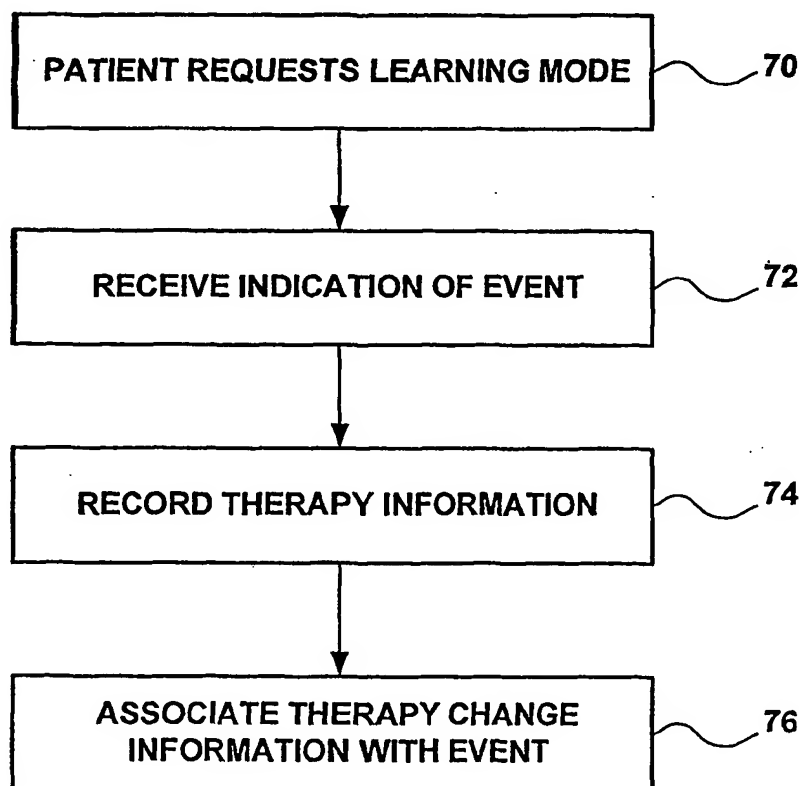 PATIENT REQUESTS LEARNING MODE
70
RECEIVE INDICATION OF EVENT
72
RECORD THERAPY INFORMATION
74
ASSOCIATE THERAPY CHANGE
INFORMATION WITH EVENT
76